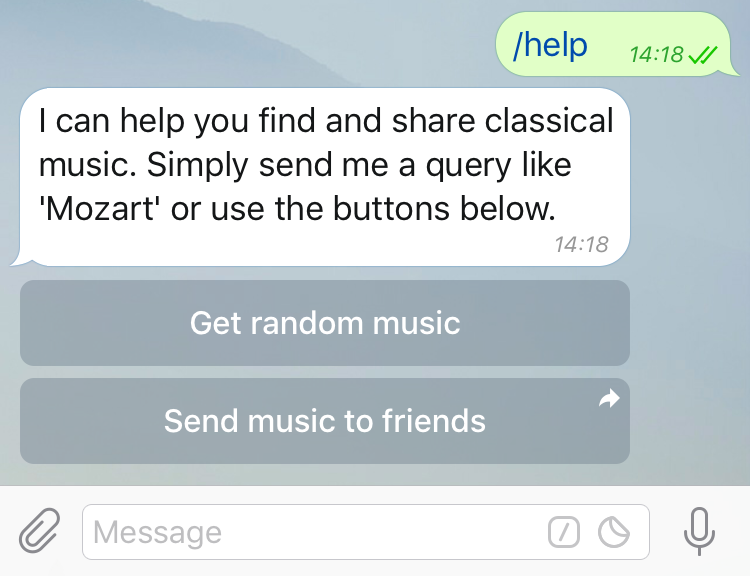 /help
14:18
I can help you find and share classical
music. Simply send me a query like
'Mozart' or use the buttons below.
14:18
Get random music
Send music to friends
Message